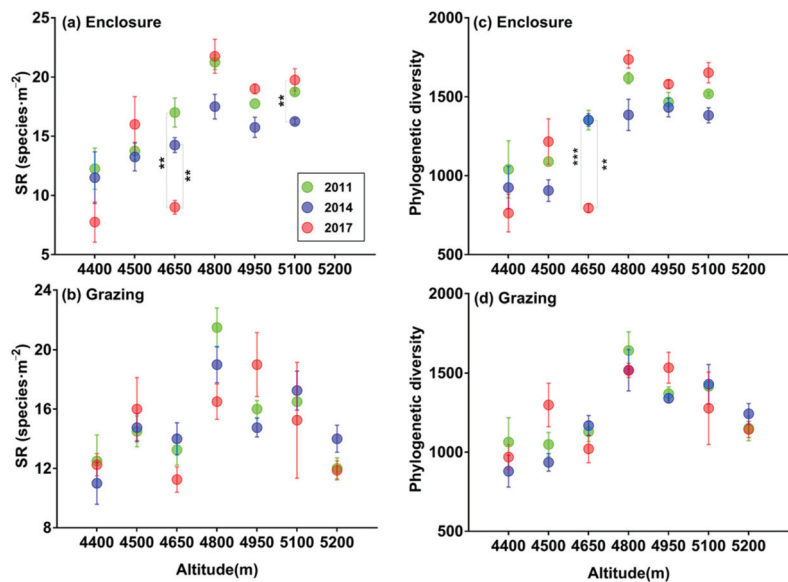 (a) Enclosure
SR (species·m⁻²)
25
20
15
10
5
**
**
**
2011
2014
2017
4400 4500 4650 4800 4950 5100 5200
(c) Enclosure
Phylogenetic diversity
2000
1500
1000
500
***
**
4400 4500 4650 4800 4950 5100 5200
(b) Grazing
SR (species·m⁻²)
24
20
16
12
8
4400 4500 4650 4800 4950 5100 5200
Altitude(m)
(d) Grazing
Phylogenetic diversity
2000
1500
1000
500
4400 4500 4650 4800 4950 5100 5200
Altitude(m)